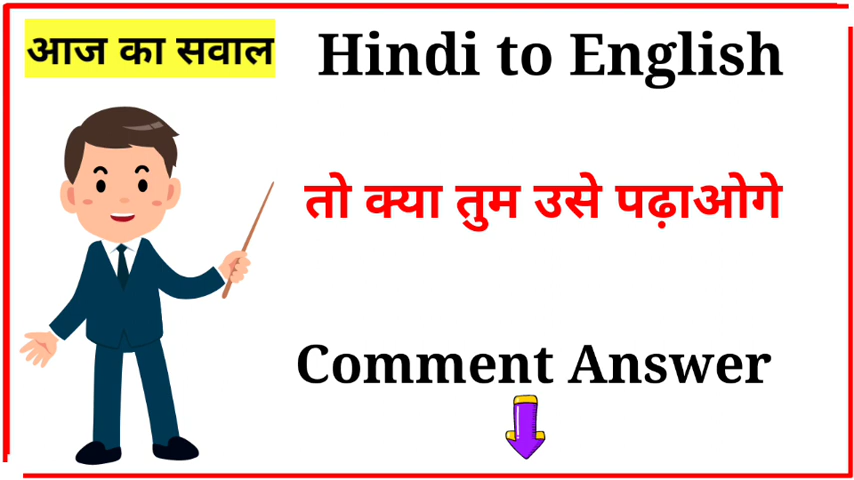 आज का सवाल
Hindi to English
तो क्या तुम उसे पढ़ाओगे
Comment Answer